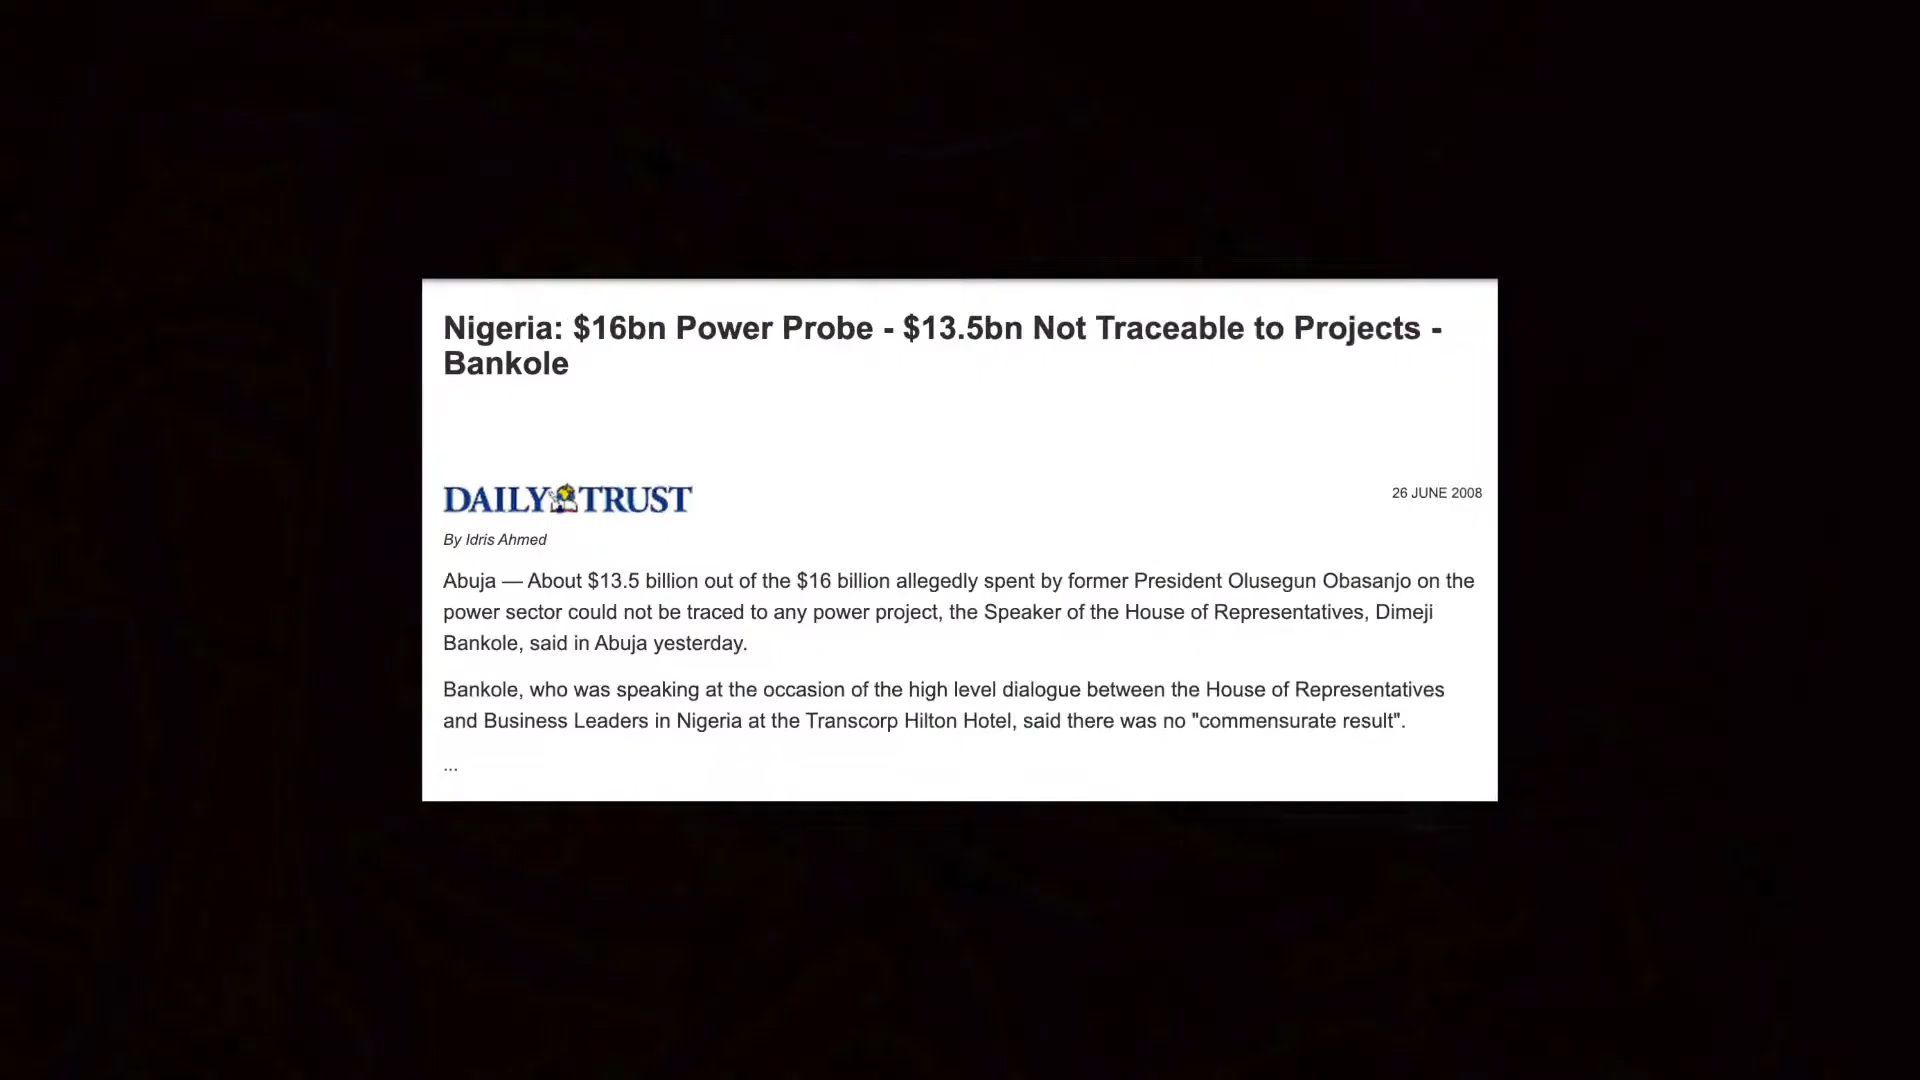 Nigeria: $16bn Power Probe - $13.5bn Not Traceable to Projects -
Bankole
DAILY TRUST
26 JUNE 2008
By Idris Ahmed
Abuja — About $13.5 billion out of the $16 billion allegedly spent by former President Olusegun Obasanjo on the
power sector could not be traced to any power project, the Speaker of the House of Representatives, Dimeji
Bankole, said in Abuja yesterday.
Bankole, who was speaking at the occasion of the high level dialogue between the House of Representatives
and Business Leaders in Nigeria at the Transcorp Hilton Hotel, said there was no "commensurate result".
...